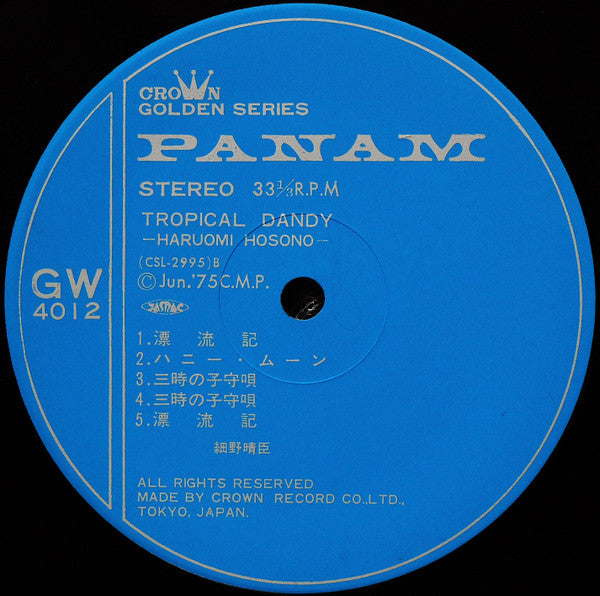 CROWN
GOLDEN SERIES
PANAM
STEREO 33⅓R.P.M
TROPICAL DANDY
—HARUOMI HOSONO—
(CSL-2995)B
©Jun.'75C.M.P.
GW
4012
JASRAC
1.漂流記
2.ハニー・ムーン
3.三時の子守唄
4.三時の子守唄
5.漂流記
細野晴臣
ALL RIGHTS RESERVED
MADE BY CROWN RECORD CO.,LTD.,
TOKYO, JAPAN.